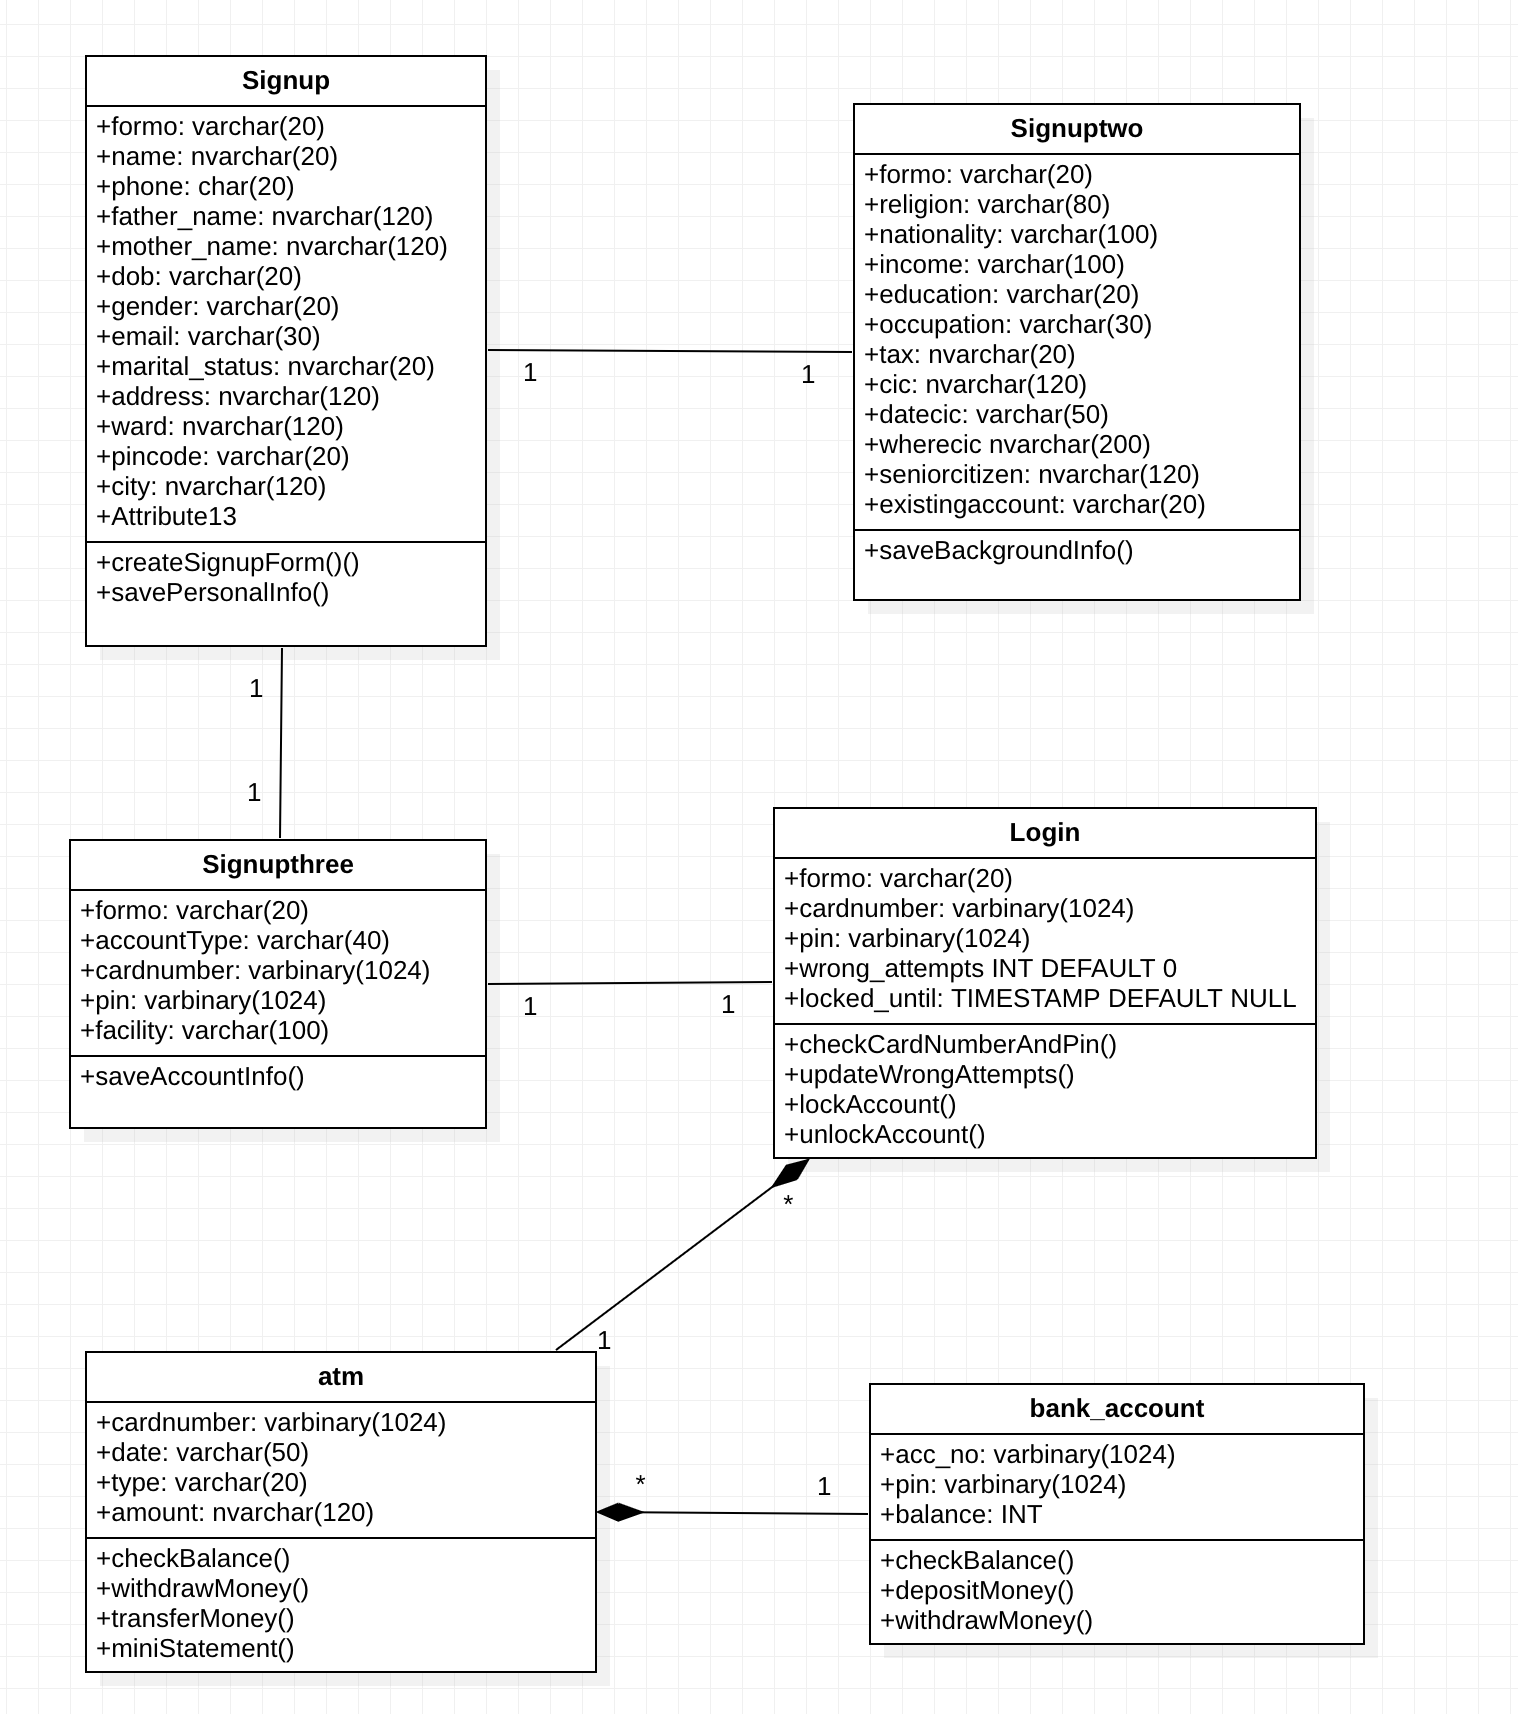 Signup
+formo: varchar(20)
+name: nvarchar(20)
+phone: char(20)
+father_name: nvarchar(120)
+mother_name: nvarchar(120)
+dob: varchar(20)
+gender: varchar(20)
+email: varchar(30)
+marital_status: nvarchar(20)
+address: nvarchar(120)
+ward: nvarchar(120)
+pincode: varchar(20)
+city: nvarchar(120)
+Attribute13
+createSignupForm()()
+savePersonalInfo()
Signuptwo
+formo: varchar(20)
+religion: varchar(80)
+nationality: varchar(100)
+income: varchar(100)
+education: varchar(20)
+occupation: varchar(30)
+tax: nvarchar(20)
+cic: nvarchar(120)
+datecic: varchar(50)
+wherecic nvarchar(200)
+seniorcitizen: nvarchar(120)
+existingaccount: varchar(20)
+saveBackgroundInfo()
1
1
1
1
Signupthree
+formo: varchar(20)
+accountType: varchar(40)
+cardnumber: varbinary(1024)
+pin: varbinary(1024)
+facility: varchar(100)
+saveAccountInfo()
1
1
Login
+formo: varchar(20)
+cardnumber: varbinary(1024)
+pin: varbinary(1024)
+wrong_attempts INT DEFAULT 0
+locked_until: TIMESTAMP DEFAULT NULL
+checkCardNumberAndPin()
+updateWrongAttempts()
+lockAccount()
+unlockAccount()
*
1
atm
+cardnumber: varbinary(1024)
+date: varchar(50)
+type: varchar(20)
+amount: nvarchar(120)
+checkBalance()
+withdrawMoney()
+transferMoney()
+miniStatement()
*
1
bank_account
+acc_no: varbinary(1024)
+pin: varbinary(1024)
+balance: INT
+checkBalance()
+depositMoney()
+withdrawMoney()